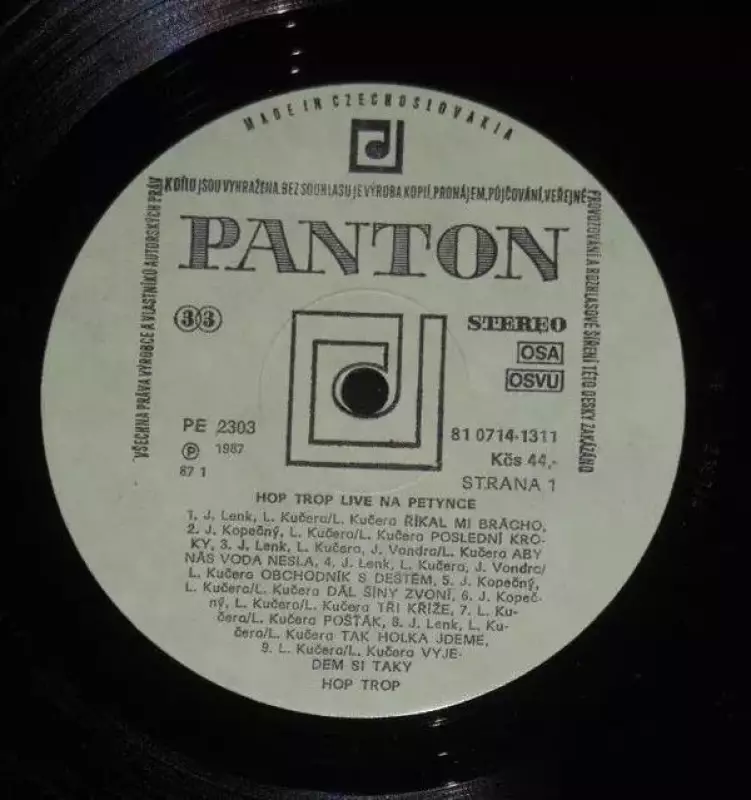 MADE IN CZECHOSLOVAKIA
VŠECHNA PRÁVA VÝROBCE A VLASTNÍKŮ AUTORSKÝCH PRÁV
JSOU VYHRAŽENA. BEZ SOUHLASU JE VÝROBA KOPIÍ, PRONÁJEM, PŮJČOVÁNÍ, VEŘEJNÉ
PROVOZOVÁNÍ A ROZHLASOVÉ ŠÍŘENÍ TÉTO DESKY ZAKÁZÁNO
PANTON
33
STEREO
OSA
OSVU
PE 2303
Ⓟ 1987
87 1
81 0714-1311
Kčs 44,-
STRANA 1
HOP TROP LIVE NA PETYNCE
1. J. Lenk, L. Kučera/L. Kučera ŘÍKAL MI BRÁCHO,
2. J. Kopečný, L. Kučera/L. Kučera POSLEDNÍ KRO-
KY, 3. J. Lenk, L. Kučera, J. Vondra/L. Kučera ABY
NÁS VODA NESLA, 4. J. Lenk, L. Kučera, J. Vondra/
L. Kučera OBCHODNÍK S DEŠTĚM, 5. J. Kopečný,
L. Kučera/L. Kučera DÁL ŠÍNY ZVONÍ, 6. J. Kopeč-
ný, L. Kučera/L. Kučera TŘI KŘÍŽE, 7. L. Ku-
čera/L. Kučera POŠŤÁK, 8. J. Lenk, L. Ku-
čera/L. Kučera TAK HOLKA JDEME,
9. L. Kučera/L. Kučera VYJE-
DEM SI TAKY
HOP TROP